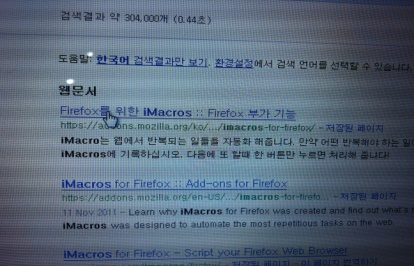 검색결과 약 304,000개 (0.44초)
도움말: 한국어 검색결과만 보기. 환경설정에서 검색 언어를 선택할 수 있습니다.
웹문서
Firefox를 위한 iMacros :: Firefox 부가 기능
https://addons.mozilla.org/ko/.../imacros-for-firefox/ - 저장된 페이지
iMacro는 웹에서 반복되는 일들을 자동화 해줍니다. 만약 어떤 반복해야 하는 일이
iMacros에 기록하십시오. 다음에 또 할때 한 버튼만 누르면 처리해 줍니다!
iMacros for Firefox :: Add-ons for Firefox
https://addons.mozilla.org/en-US/.../imacros-for-firefo... - 저장된 페이지
11 Nov 2011 – Learn why iMacros for Firefox was created and find out what's
iMacros was designed to automate the most repetitious tasks on the web.
iMacros for Firefox - Script your Firefox Web Browser